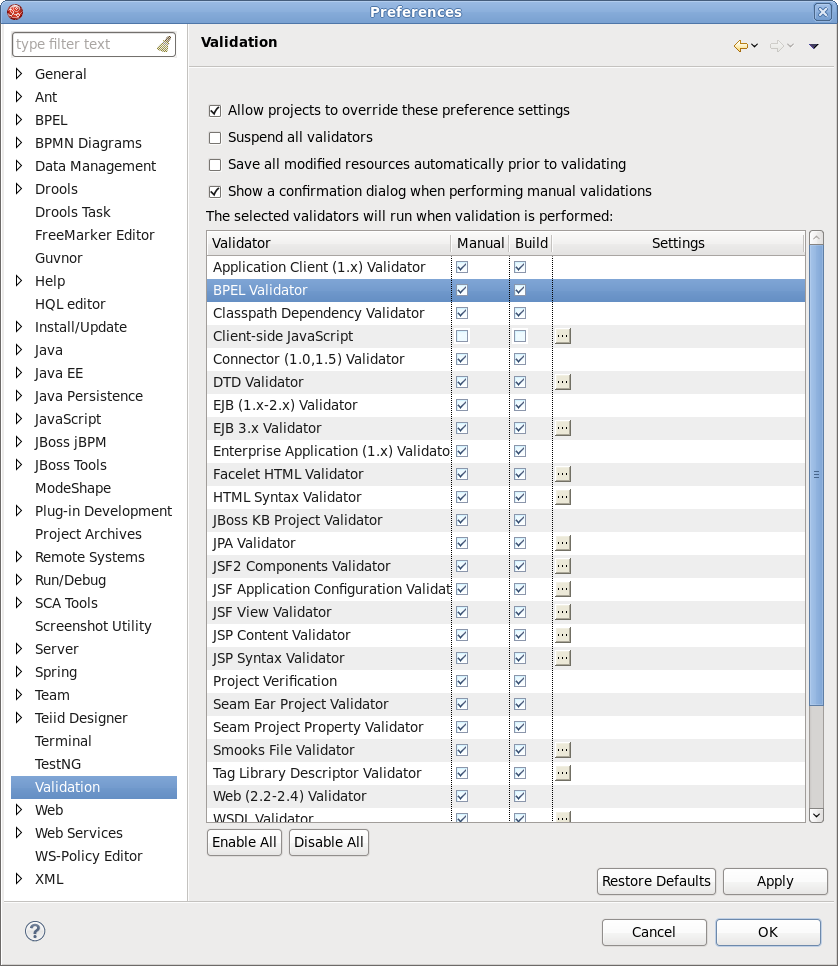 Preferences
type filter text
General
Ant
BPEL
BPMN Diagrams
Data Management
Drools
Drools Task
FreeMarker Editor
Guvnor
Help
HQL editor
Install/Update
Java
Java EE
Java Persistence
JavaScript
JBoss jBPM
JBoss Tools
ModeShape
Plug-in Development
Project Archives
Remote Systems
Run/Debug
SCA Tools
Screenshot Utility
Server
Spring
Team
Teiid Designer
Terminal
TestNG
Validation
Web
Web Services
WS-Policy Editor
XML
Validation
Allow projects to override these preference settings
Suspend all validators
Save all modified resources automatically prior to validating
Show a confirmation dialog when performing manual validations
The selected validators will run when validation is performed:
Validator Manual Build Settings
Application Client (1.x) Validator
BPEL Validator
Classpath Dependency Validator
Client-side JavaScript
Connector (1.0,1.5) Validator
DTD Validator
EJB (1.x-2.x) Validator
EJB 3.x Validator
Enterprise Application (1.x) Validato
Facelet HTML Validator
HTML Syntax Validator
JBoss KB Project Validator
JPA Validator
JSF2 Components Validator
JSF Application Configuration Validat
JSF View Validator
JSP Content Validator
JSP Syntax Validator
Project Verification
Seam Ear Project Validator
Seam Project Property Validator
Smooks File Validator
Tag Library Descriptor Validator
Web (2.2-2.4) Validator
WSDL Validator
Enable All Disable All
Restore Defaults Apply
Cancel OK